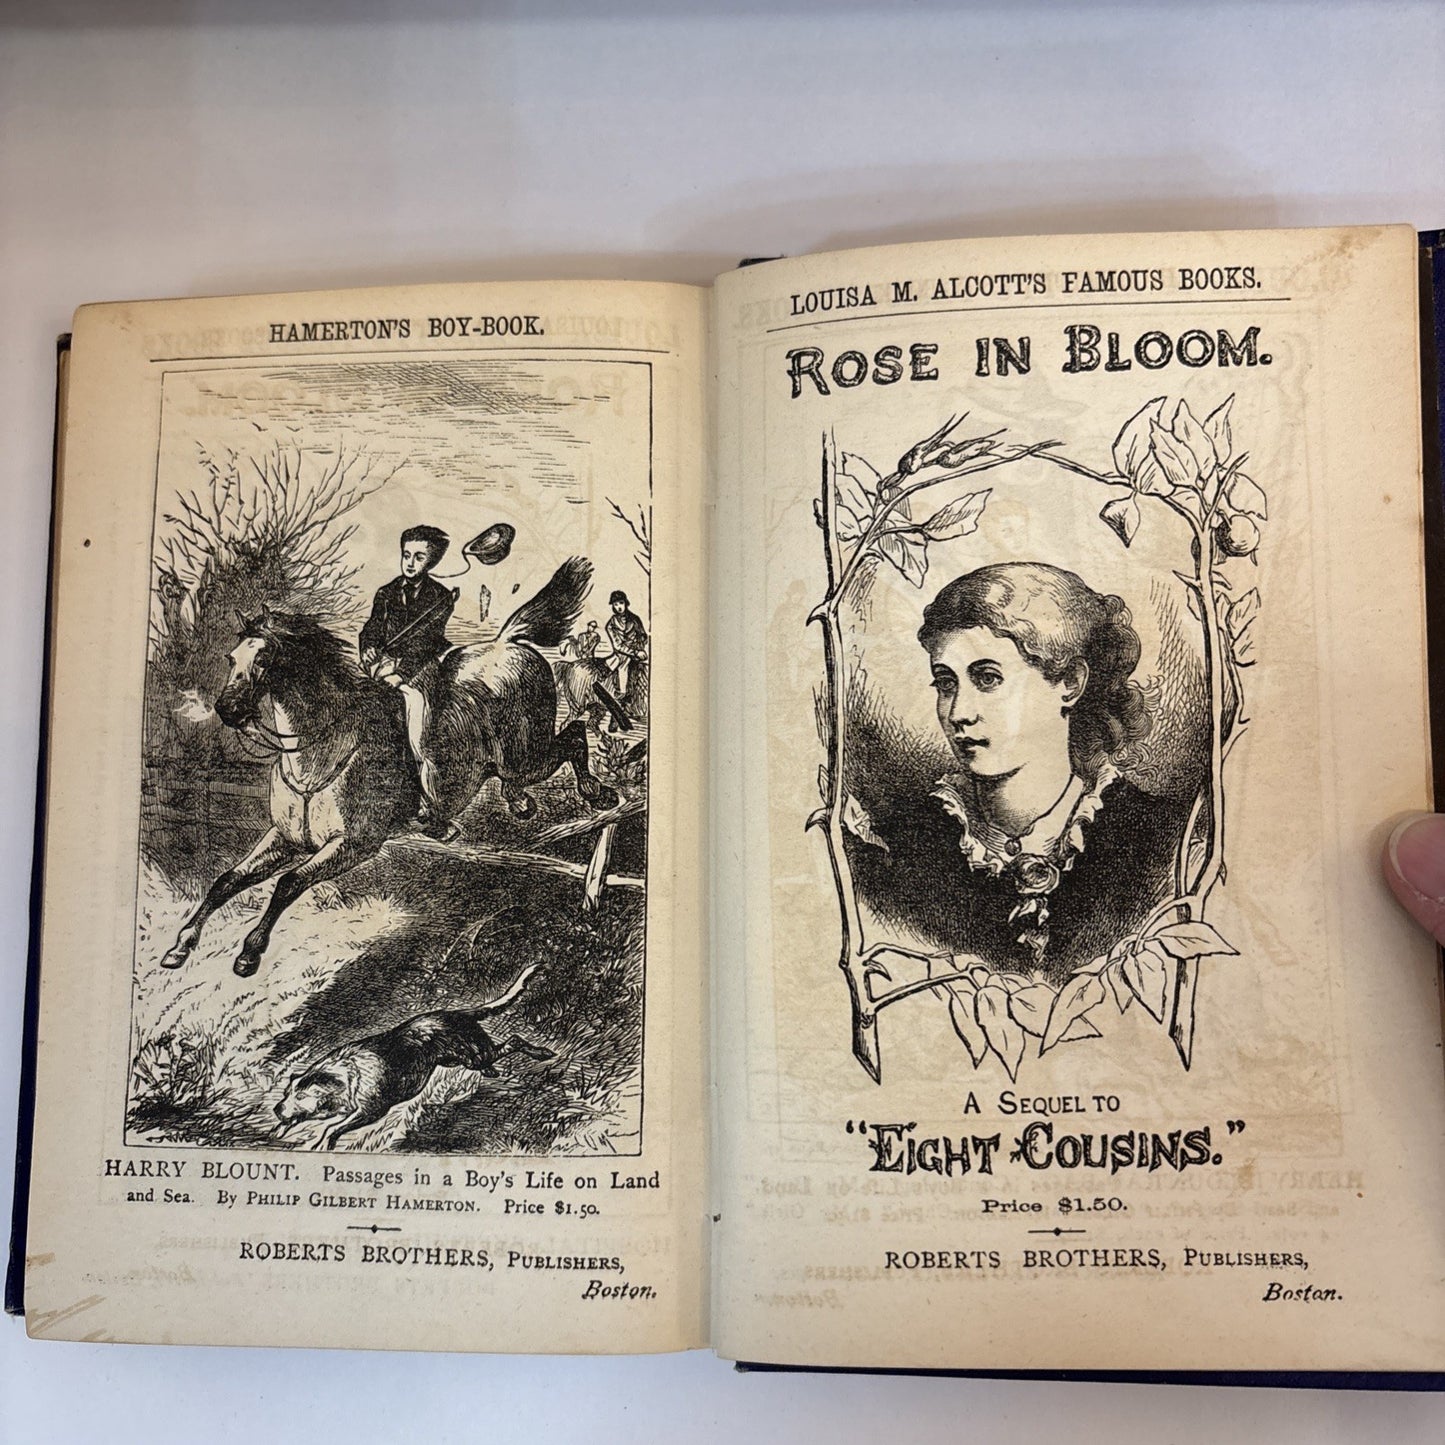 HAMERTON'S BOY-BOOK.
HARRY BLOUNT. Passages in a Boy's Life on Land
and Sea. By PHILIP GILBERT HAMERTON. Price $1.50.
ROBERTS BROTHERS, PUBLISHERS,
Boston.
LOUISA M. ALCOTT'S FAMOUS BOOKS.
ROSE IN BLOOM.
A SEQUEL TO
"EIGHT COUSINS."
Price $1.50.
ROBERTS BROTHERS, PUBLISHERS,
Boston.